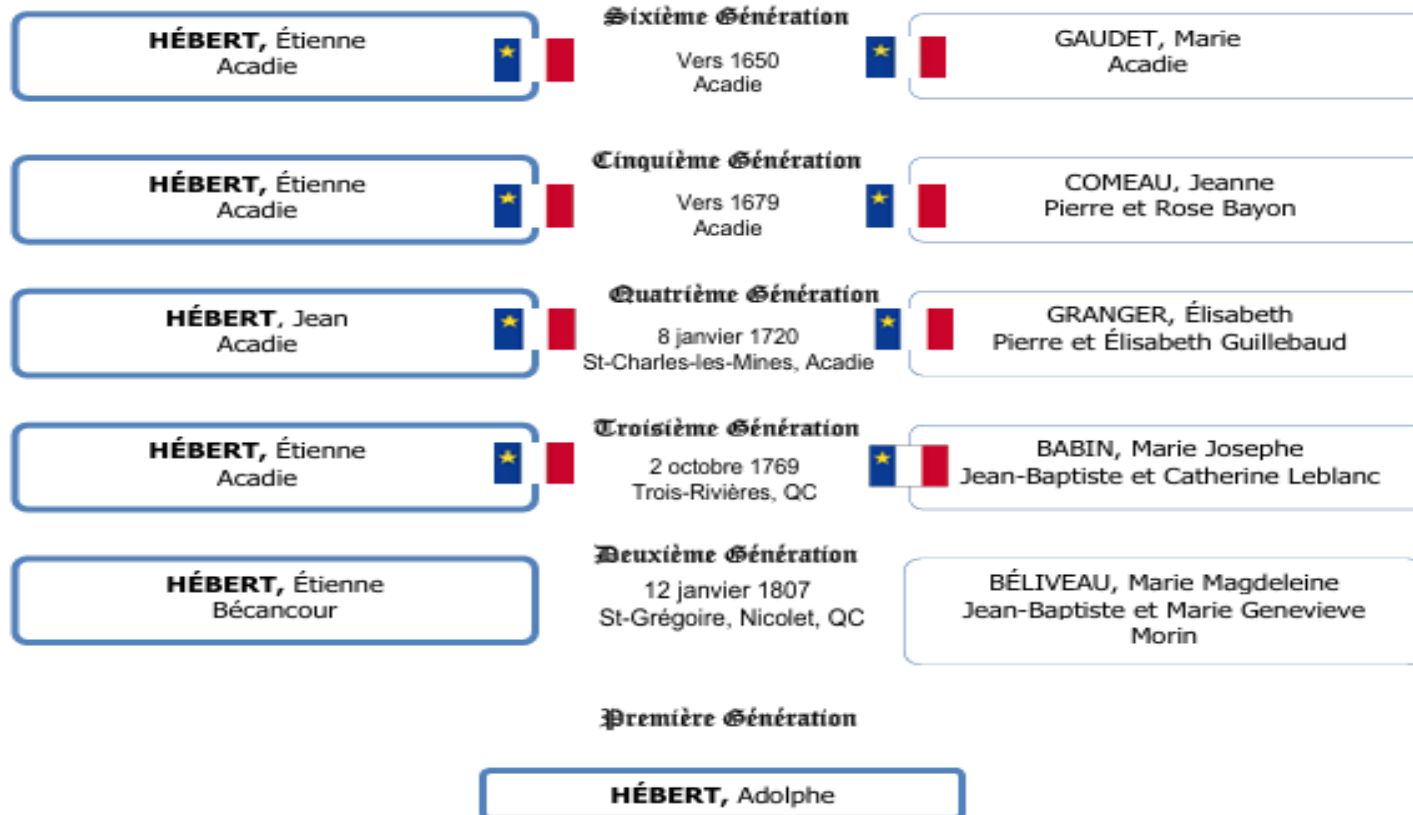 Sixième Génération
HÉBERT, Étienne
Acadie
Vers 1650
Acadie
GAUDET, Marie
Acadie
Cinquième Génération
HÉBERT, Étienne
Acadie
Vers 1679
Acadie
COMEAU, Jeanne
Pierre et Rose Bayon
Quatrième Génération
HÉBERT, Jean
Acadie
8 janvier 1720
St-Charles-les-Mines, Acadie
GRANGER, Élisabeth
Pierre et Élisabeth Guillebaud
Troisième Génération
HÉBERT, Étienne
Acadie
2 octobre 1769
Trois-Rivières, QC
BABIN, Marie Josephe
Jean-Baptiste et Catherine Leblanc
Deuxième Génération
HÉBERT, Étienne
Bécancour
12 janvier 1807
St-Grégoire, Nicolet, QC
BÉLIVEAU, Marie Magdeleine
Jean-Baptiste et Marie Genevieve
Morin
Première Génération
HÉBERT, Adolphe